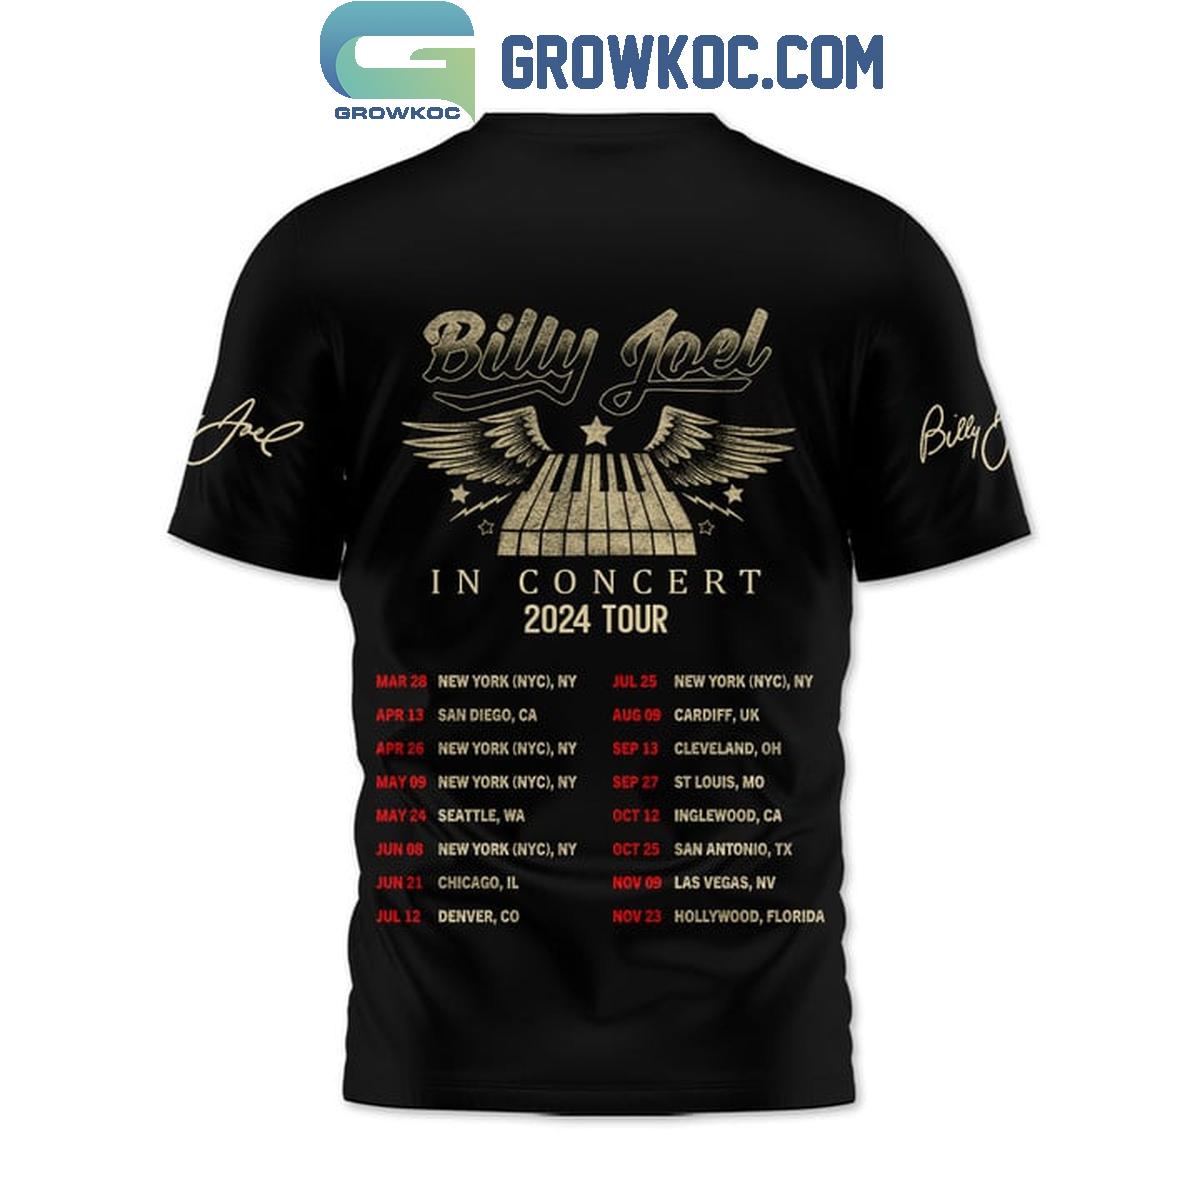 GROWKOC
GROWKOC.COM
Billy Joel
Joel
Billy
IN CONCERT
2024 TOUR
MAR 28 NEW YORK (NYC), NY
APR 13 SAN DIEGO, CA
APR 26 NEW YORK (NYC), NY
MAY 09 NEW YORK (NYC), NY
MAY 24 SEATTLE, WA
JUN 08 NEW YORK (NYC), NY
JUN 21 CHICAGO, IL
JUL 12 DENVER, CO
JUL 25 NEW YORK (NYC), NY
AUG 09 CARDIFF, UK
SEP 13 CLEVELAND, OH
SEP 27 ST LOUIS, MO
OCT 12 INGLEWOOD, CA
OCT 25 SAN ANTONIO, TX
NOV 09 LAS VEGAS, NV
NOV 23 HOLLYWOOD, FLORIDA